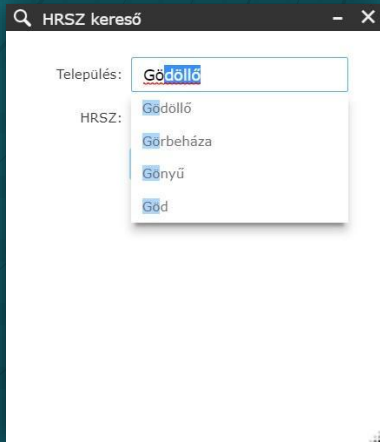 HRSZ kereső
Település: Gödöllő
HRSZ: Gödöllő
Görbeháza
Gönyű
Göd